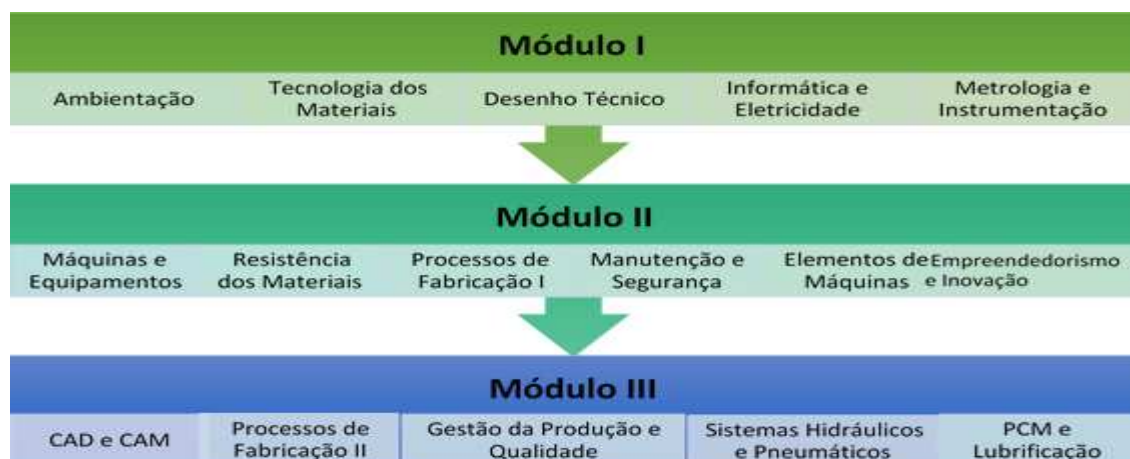 Módulo I
Ambientação
Tecnologia dos
Materiais
Desenho Técnico
Informática e
Eletricidade
Metrologia e
Instrumentação
Módulo II
Máquinas e
Equipamentos
Resistência
dos Materiais
Processos de
Fabricação I
Manutenção e
Segurança
Elementos de
Máquinas
Empreendedorismo
e Inovação
Módulo III
CAD e CAM
Processos de
Fabricação II
Gestão da Produção e
Qualidade
Sistemas Hidráulicos
e Pneumáticos
PCM e
Lubrificação